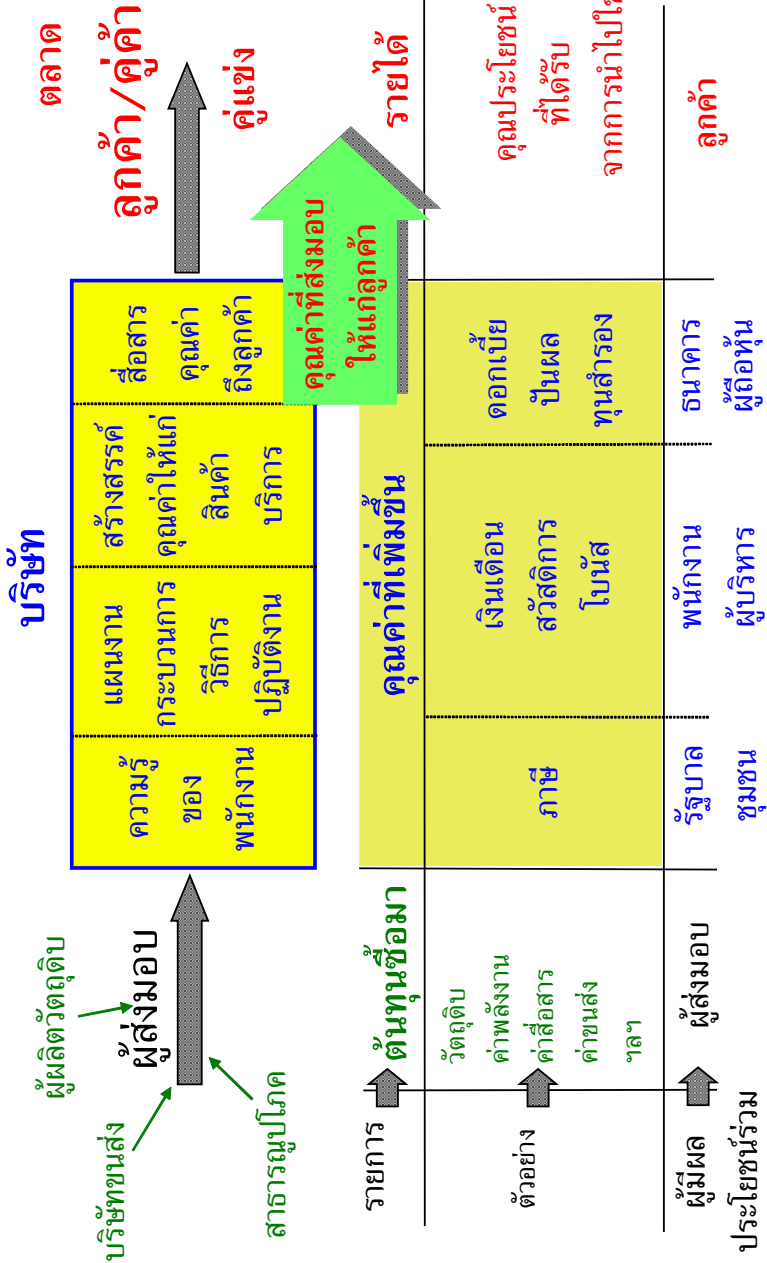 บริษัท
ตลาด
ผู้ผลิตวัตถุดิบ
ผู้ส่งมอบ
บริษัทขนส่ง
สาธารณูปโภค
ความรู้
ของ
พนักงาน
แผนงาน
กระบวนการ
วิธีการ
ปฏิบัติงาน
สร้างสรรค์
คุณค่าให้แก่
สินค้า
บริการ
สื่อสาร
คุณค่า
ถึงลูกค้า
ลูกค้า/คู่ค้า
คู่แข่ง
คุณค่าที่ส่งมอบ
ให้แก่ลูกค้า
รายการ
ต้นทุนซื้อมา
คุณค่าที่เพิ่มขึ้น
รายได้
ตัวอย่าง
วัตถุดิบ
ค่าพลังงาน
ค่าสื่อสาร
ค่าขนส่ง
ฯลฯ
ภาษี
เงินเดือน
สวัสดิการ
โบนัส
ดอกเบี้ย
ปันผล
ทุนสำรอง
คุณประโยชน์
ที่ได้รับ
จากการนำไปใช้
ผู้มีผล
ประโยชน์ร่วม
ผู้ส่งมอบ
รัฐบาล
ชุมชน
พนักงาน
ผู้บริหาร
ธนาคาร
ผู้ถือหุ้น
ลูกค้า